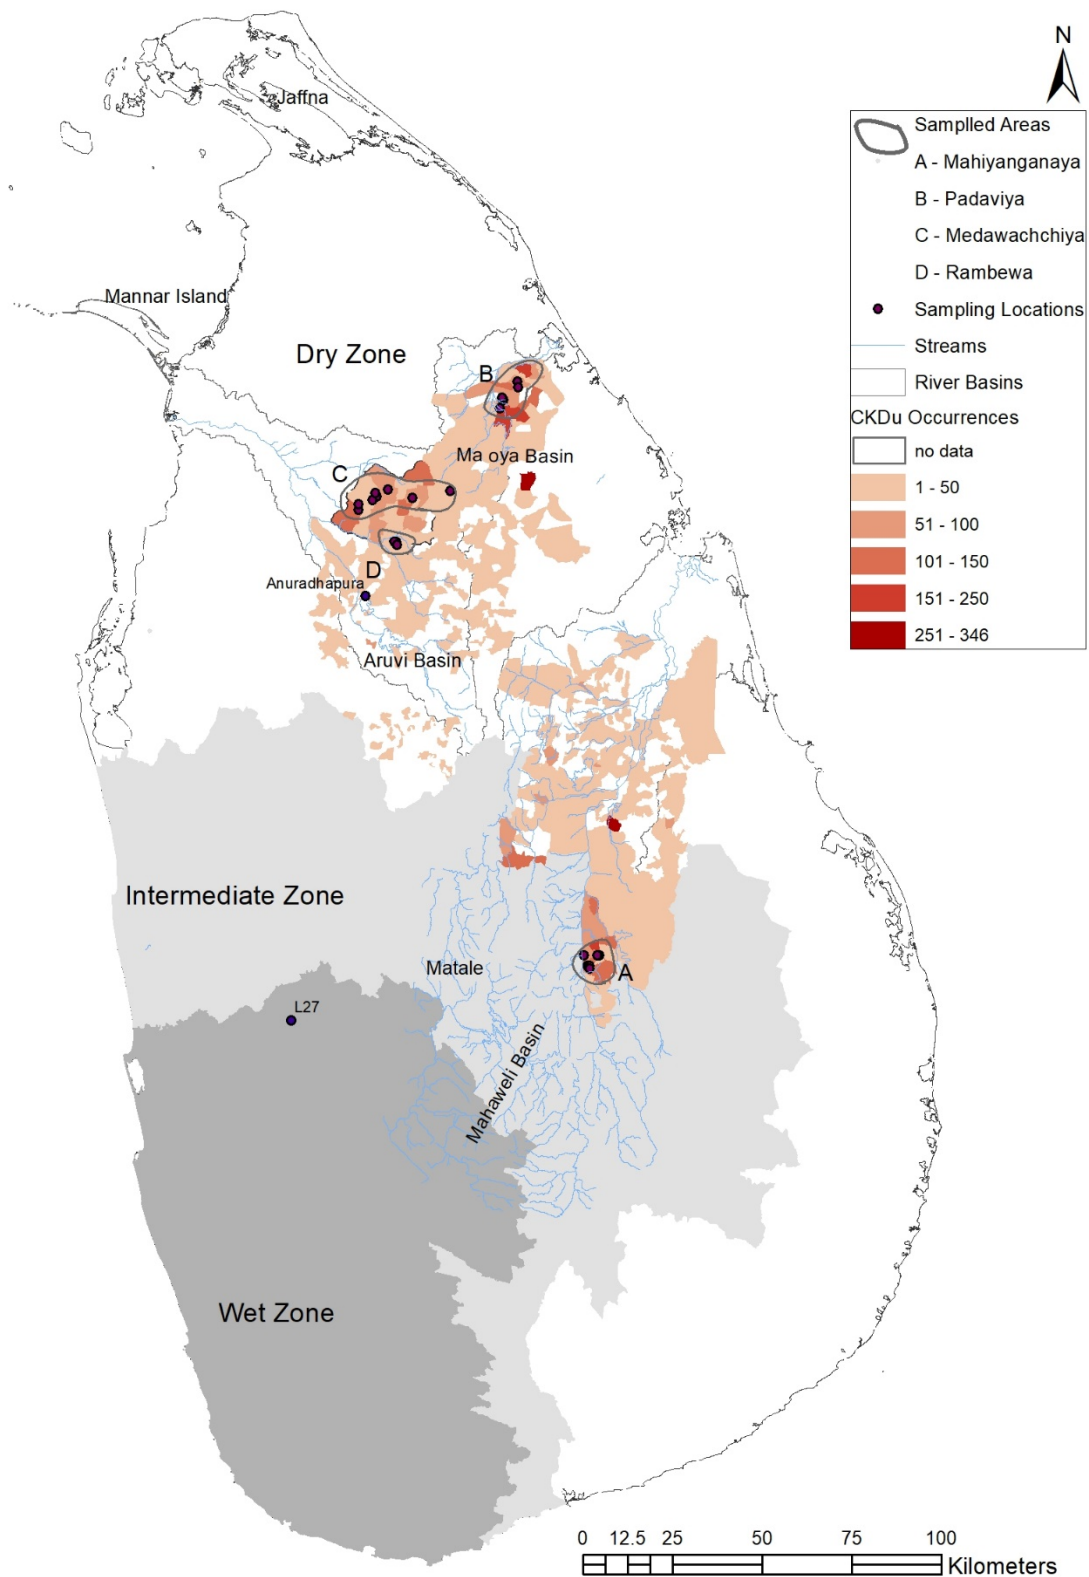 N
Jaffna
Samplled Areas
A - Mahiyanganaya
B - Padaviya
C - Medawachchiya
D - Rambewa
Sampling Locations
Streams
River Basins
CKDu Occurrences
no data
1 - 50
51 - 100
101 - 150
151 - 250
251 - 346
Mannar Island
Dry Zone
B
Ma oya Basin
C
D
Anuradhapura
Aruvi Basin
Intermediate Zone
Matale
A
L27
Mahaweli Basin
Wet Zone
0 12.5 25 50 75 100
Kilometers